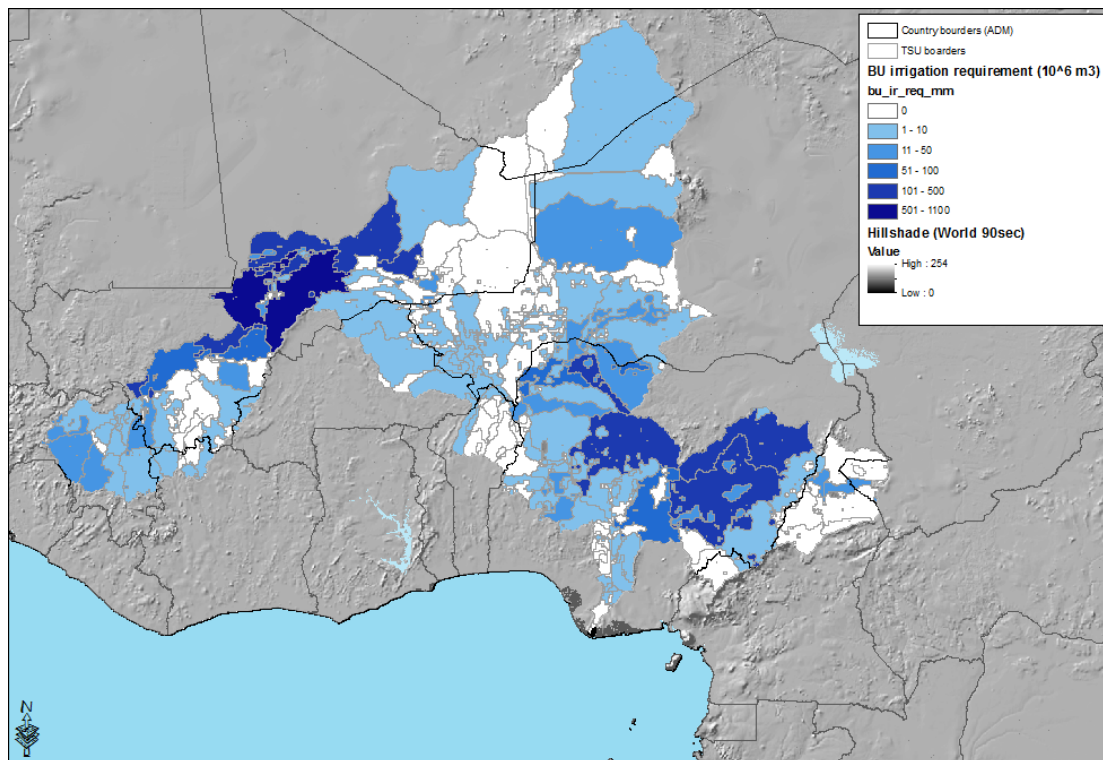 Country bourders (ADM)
TSU boarders
BU irrigation requirement (10^6 m3)
bu_ir_req_mm
0
1 - 10
11 - 50
51 - 100
101 - 500
501 - 1100
Hillshade (World 90sec)
Value
High : 254
Low : 0
N